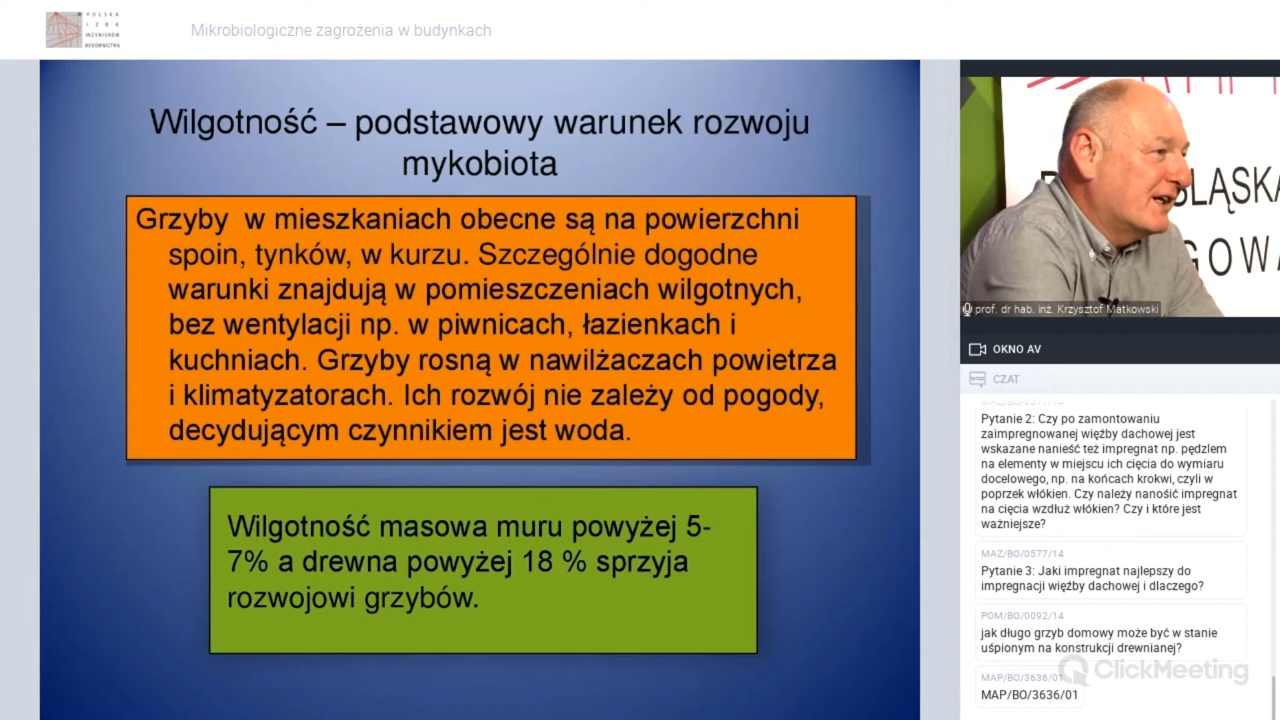 POLSKA
IZBA
INŻYNIERÓW
BUDOWNICTWA
Mikrobiologiczne zagrożenia w budynkach
Wilgotność – podstawowy warunek rozwoju
mykobiota
Grzyby w mieszkaniach obecne są na powierzchni
spoin, tynków, w kurzu. Szczególnie dogodne
warunki znajdują w pomieszczeniach wilgotnych,
bez wentylacji np. w piwnicach, łazienkach i
kuchniach. Grzyby rosną w nawilżaczach powietrza
i klimatyzatorach. Ich rozwój nie zależy od pogody,
decydującym czynnikiem jest woda.
Wilgotność masowa muru powyżej 5-
7% a drewna powyżej 18 % sprzyja
rozwojowi grzybów.
prof. dr hab. inż. Krzysztof Matkowski
OKNO AV
CZAT
MAZ/BO/0577/14
Pytanie 2: Czy po zamontowaniu
zaimpregnowanej więźby dachowej jest
wskazane nanieść też impregnat np. pędzlem
na elementy w miejscu ich cięcia do wymiaru
docelowego, np. na końcach krokwi, czyli w
poprzek włókien. Czy należy nanosić impregnat
na cięcia wzdłuż włókien? Czy i które jest
ważniejsze?
MAZ/BO/0577/14
Pytanie 3: Jaki impregnat najlepszy do
impregnacji więźby dachowej i dlaczego?
POM/BO/0092/14
jak długo grzyb domowy może być w stanie
uśpionym na konstrukcji drewnianej?
MAP/BO/3636/01
MAP/BO/3636/01
ClickMeeting